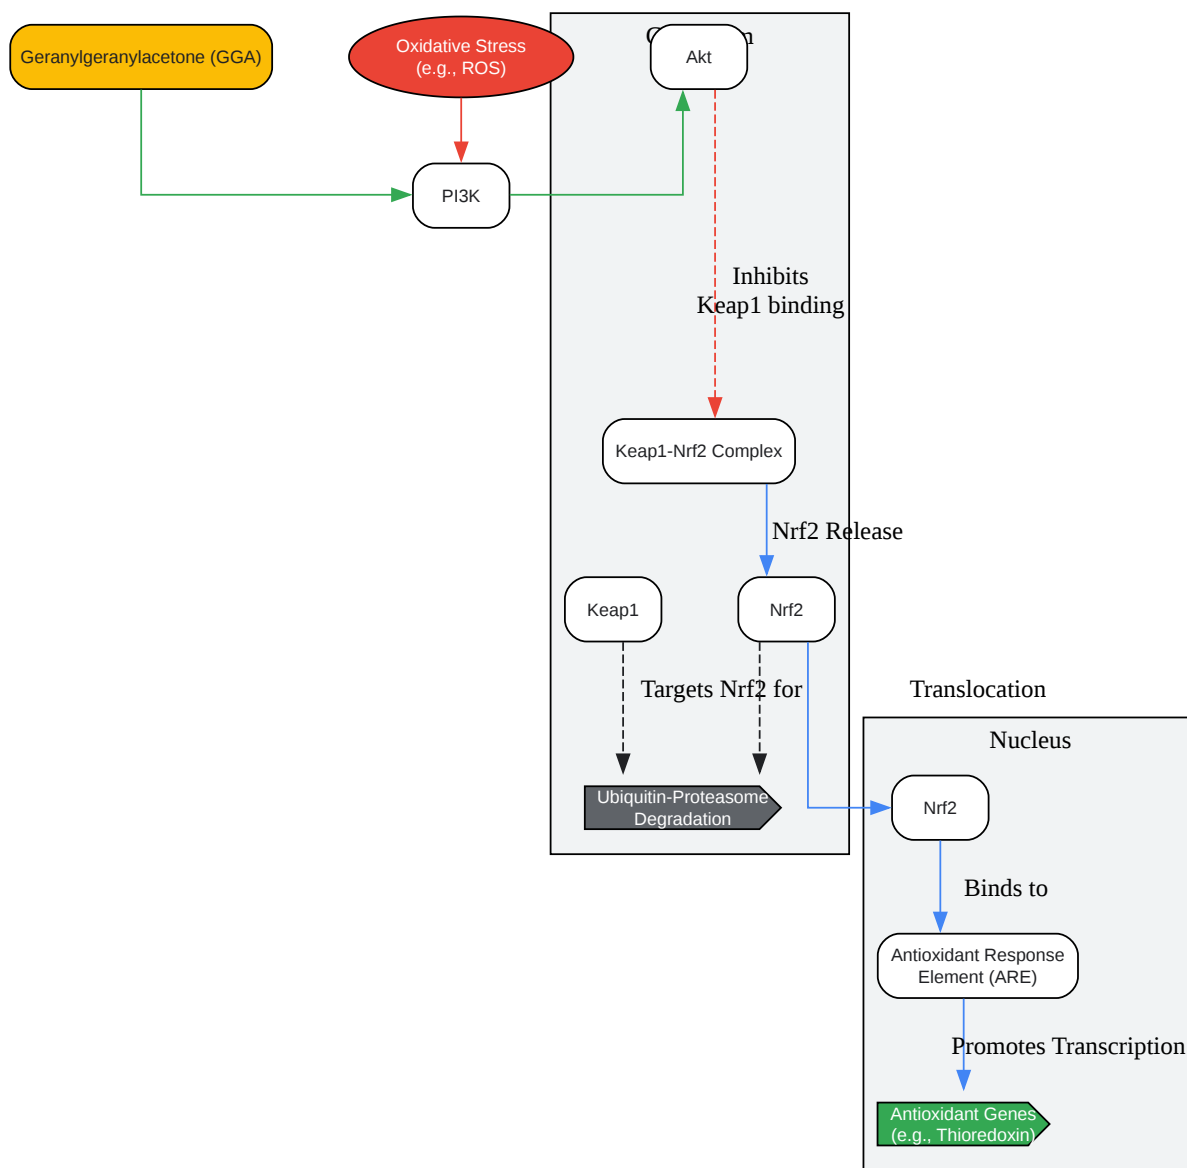 Geranylgeranylacetone (GGA)
Oxidative Stress
(e.g., ROS)
Akt
PI3K
Inhibits
Keap1 binding
Keap1-Nrf2 Complex
Nrf2 Release
Keap1
Nrf2
Targets Nrf2 for
Translocation
Nucleus
Ubiquitin-Proteasome
Degradation
Nrf2
Binds to
Antioxidant Response
Element (ARE)
Promotes Transcription
Antioxidant Genes
(e.g., Thioredoxin)